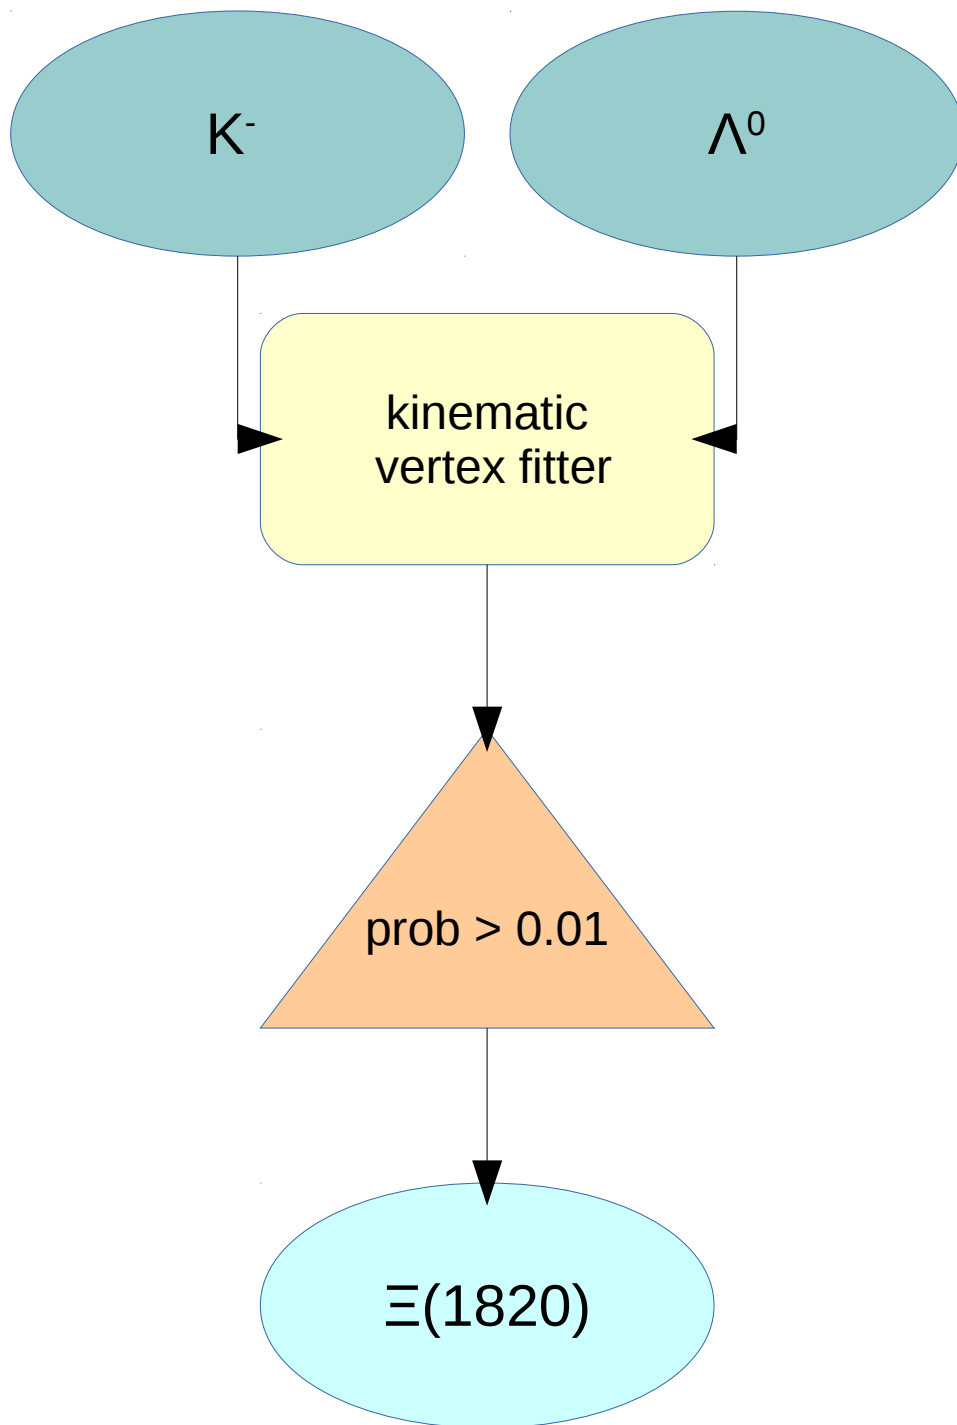 K⁻
Λ⁰
kinematic
vertex fitter
prob > 0.01
Ξ(1820)